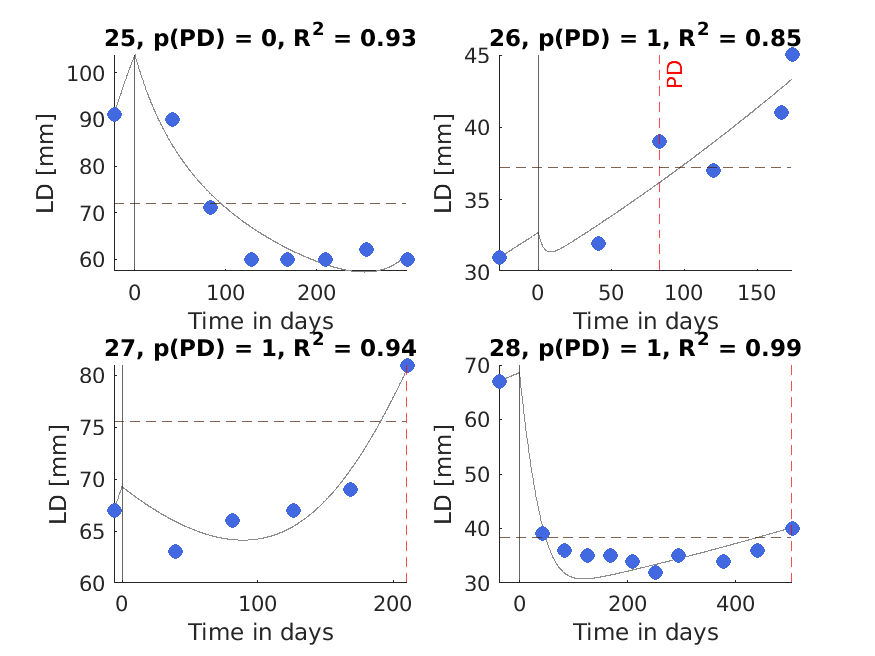 25, p(PD) = 0, R² = 0.93
100
90
80
70
60
LD [mm]
0
100
200
Time in days
26, p(PD) = 1, R² = 0.85
PD
45
40
35
30
LD [mm]
0
50
100
150
Time in days
27, p(PD) = 1, R² = 0.94
80
75
70
65
60
LD [mm]
0
100
200
Time in days
28, p(PD) = 1, R² = 0.99
70
60
50
40
30
LD [mm]
0
200
400
Time in days